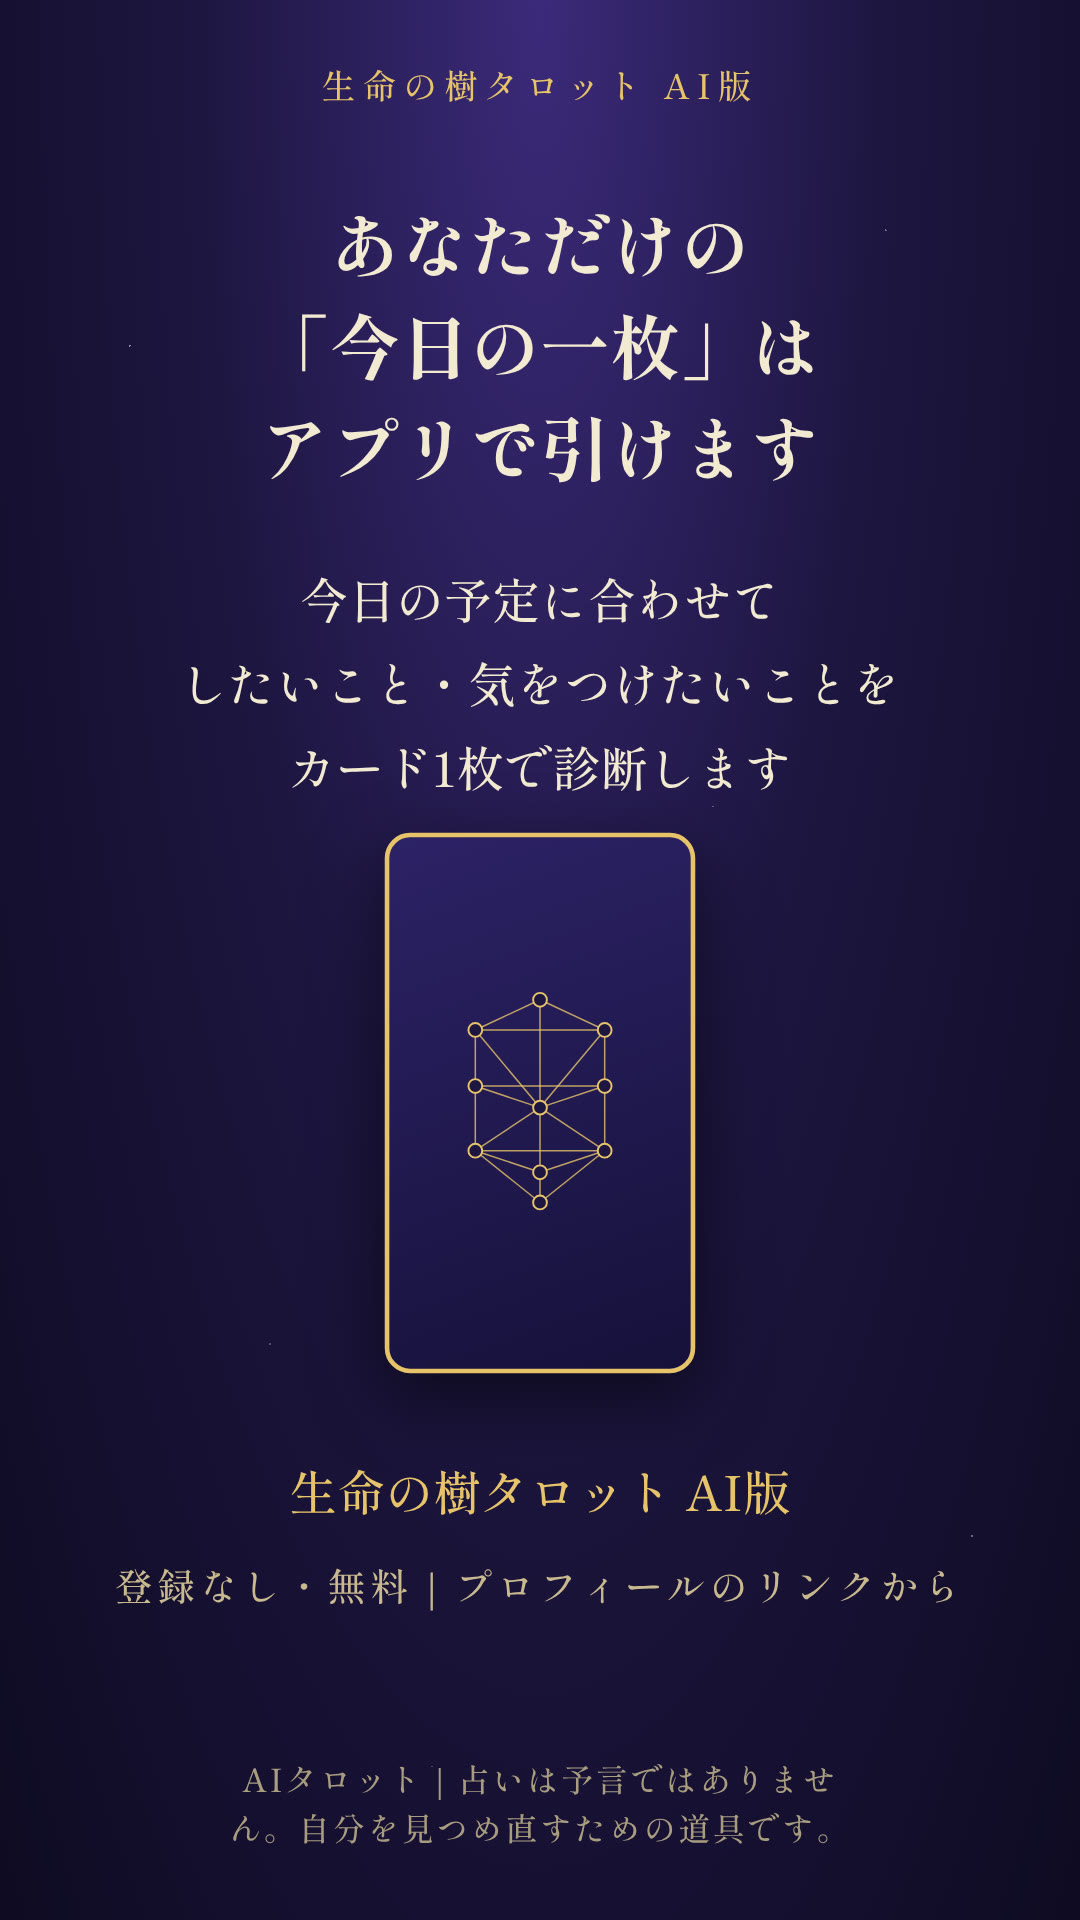 生命の樹タロット AI版
あなただけの
「今日の一枚」は
アプリで引けます
今日の予定に合わせて
したいこと・気をつけたいことを
カード1枚で診断します
生命の樹タロット AI版
登録なし・無料｜プロフィールのリンクから
AIタロット｜占いは予言ではありませ
ん。自分を見つめ直すための道具です。